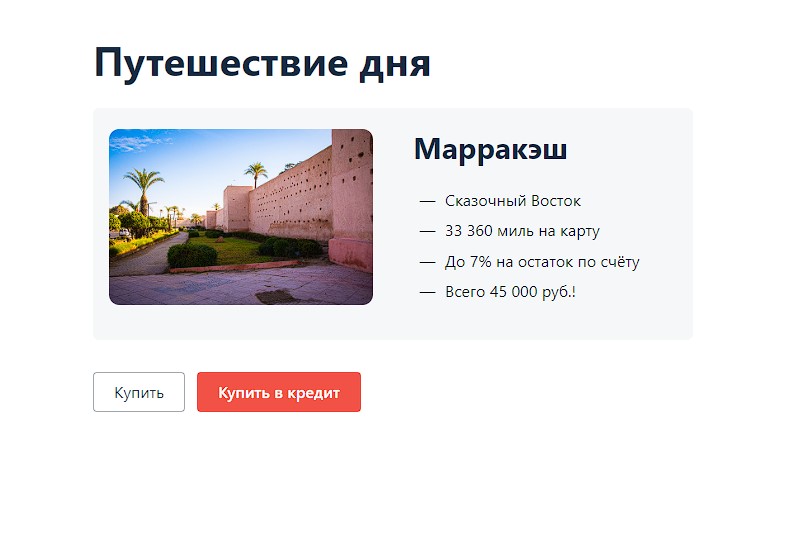 Путешествие дня
Марракэш
— Сказочный Восток
— 33 360 миль на карту
— До 7% на остаток по счёту
— Всего 45 000 руб.!
Купить
Купить в кредит